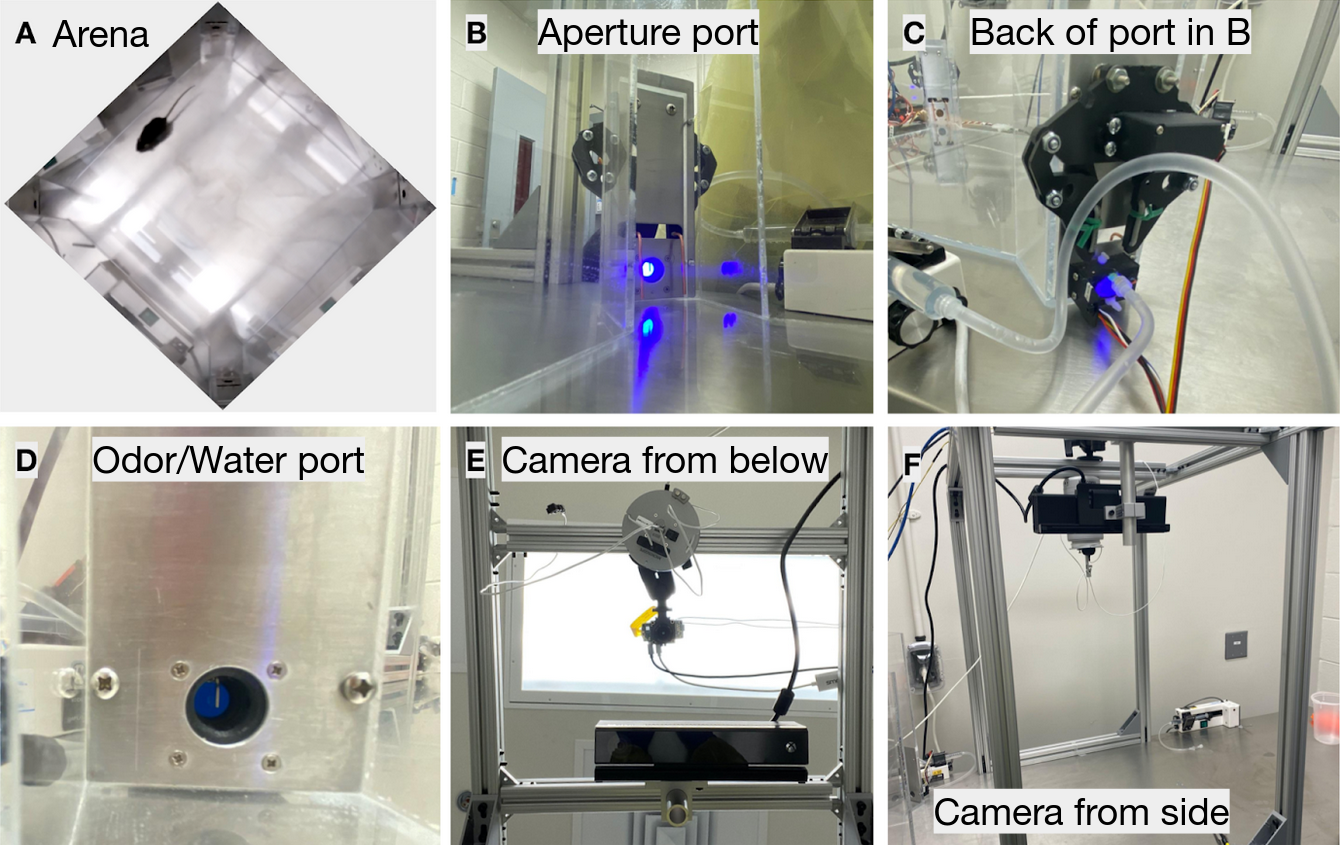 A Arena
B Aperture port
C Back of port in B
D Odor/Water port
E Camera from below
F
Camera from side